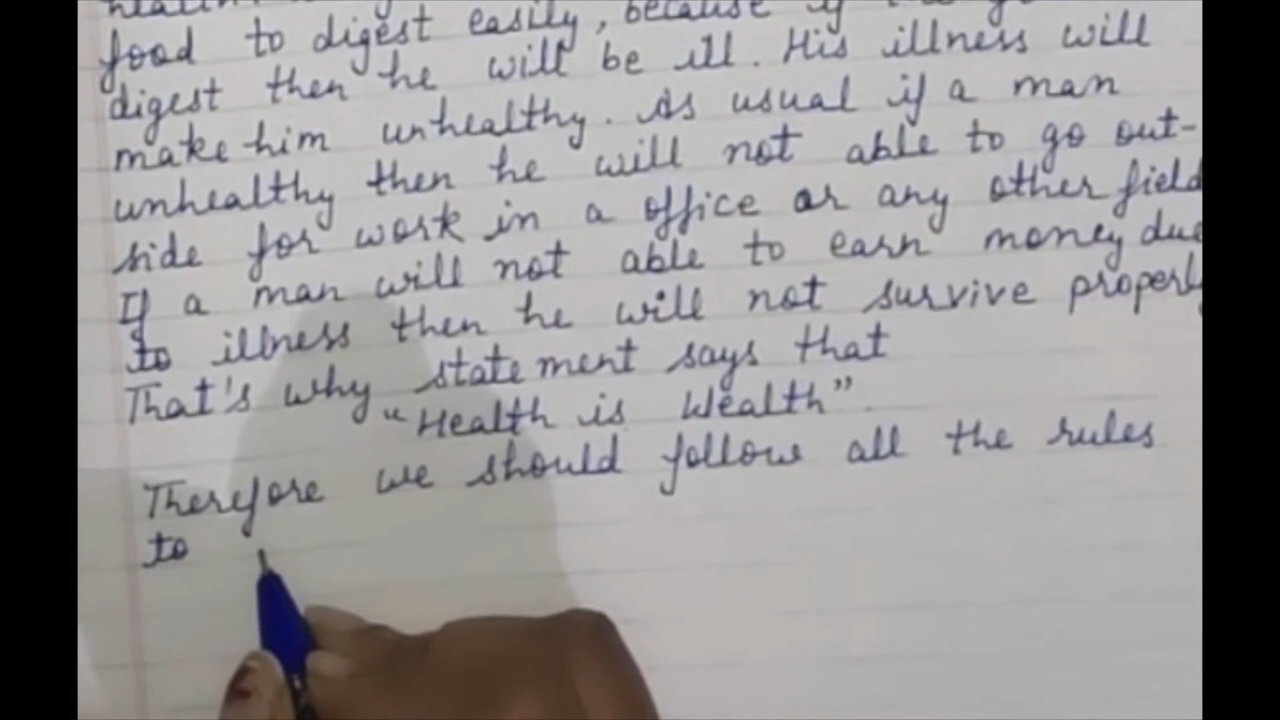 food to digest easily, because if the
digest then he will be ill. His illness will
make him unhealthy. As usual if a man
unhealthy then he will not able to go out-
side for work in a office or any other field
If a man will not able to earn money due
to illness then he will not survive properly
That's why statement says that
"Health is Wealth".
Therefore we should follow all the rules
to